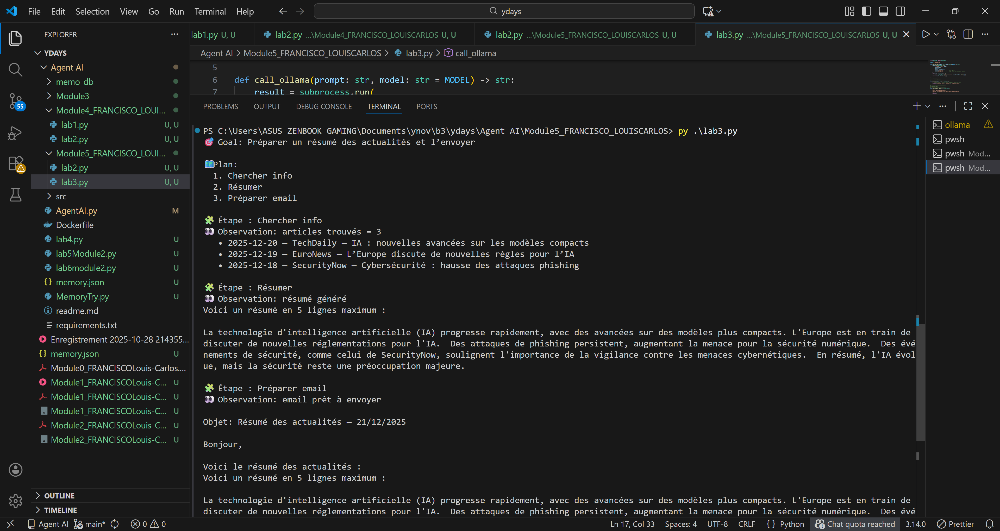 File Edit Selection View Go Run Terminal Help
ydays
EXPLORER
YDAYS
Agent AI
memo_db
Module3
Module4_FRANCISCO_LOUI...
lab1.py U, U
lab2.py U, U
Module5_FRANCISCO_LOUI...
lab2.py U, U
lab3.py U, U
src
AgentAI.py M
Dockerfile
lab4.py U
lab5Module2.py U
lab6module2.py U
memory.json U
MemoryTry.py U
readme.md
requirements.txt
Enregistrement 2025-10-28 214355...
memory.json U
Module0_FRANCISCOLouis-Carlos....
Module1_FRANCISCOLouis-C... U
Module1_FRANCISCOLouis-C... U
Module1_FRANCISCOLouis-C... U
Module2_FRANCISCOLouis-C... U
Module2_FRANCISCOLouis-C... U
OUTLINE
TIMELINE
55
lab1.py U, U
lab2.py ...\Module4_FRANCISCO_LOUISCARLOS U, U
lab2.py ...\Module5_FRANCISCO_LOUISCARLOS U, U
lab3.py ...\Module5_FRANCISCO_LOUISCARLOS U, U
Agent AI > Module5_FRANCISCO_LOUISCARLOS > lab3.py > call_ollama
5
6 def call_ollama(prompt: str, model: str = MODEL) -> str:
7 result = subprocess.run(
PROBLEMS OUTPUT DEBUG CONSOLE TERMINAL PORTS
PS C:\Users\ASUS ZENBOOK GAMING\Documents\ynov\b3\ydays\Agent AI\Module5_FRANCISCO_LOUISCARLOS> py .\lab3.py
🎯 Goal: Préparer un résumé des actualités et l’envoyer
🗺️Plan:
1. Chercher info
2. Résumer
3. Préparer email
🧩 Étape : Chercher info
👀 Observation: articles trouvés = 3
• 2025-12-20 — TechDaily — IA : nouvelles avancées sur les modèles compacts
• 2025-12-19 — EuroNews — L’Europe discute de nouvelles règles pour l’IA
• 2025-12-18 — SecurityNow — Cybersécurité : hausse des attaques phishing
🧩 Étape : Résumer
👀 Observation: résumé généré
Voici un résumé en 5 lignes maximum :
La technologie d'intelligence artificielle (IA) progresse rapidement, avec des avancées sur des modèles plus compacts. L'Europe est en train de
discuter de nouvelles réglementations pour l'IA.  Des attaques de phishing persistent, augmentant la menace pour la sécurité numérique.  Des évé
nements de sécurité, comme celui de SecurityNow, soulignent l'importance de la vigilance contre les menaces cybernétiques.  En résumé, l'IA évol
ue, mais la sécurité reste une préoccupation majeure.
🧩 Étape : Préparer email
👀 Observation: email prêt à envoyer
Objet: Résumé des actualités — 21/12/2025
Bonjour,
Voici le résumé des actualités :
Voici un résumé en 5 lignes maximum :
La technologie d'intelligence artificielle (IA) progresse rapidement, avec des avancées sur des modèles plus compacts. L'Europe est en train de
discuter de nouvelles réglementations pour l'IA.  Des attaques de phishing persistent, augmentant la menace pour la sécurité numérique.  Des évé
ollama
pwsh
pwsh Mod...
pwsh Mod...
Agent AI main* 0 0
Ln 17, Col 33 Spaces: 4 UTF-8 CRLF { } Python Chat quota reached 3.14.0 Prettier